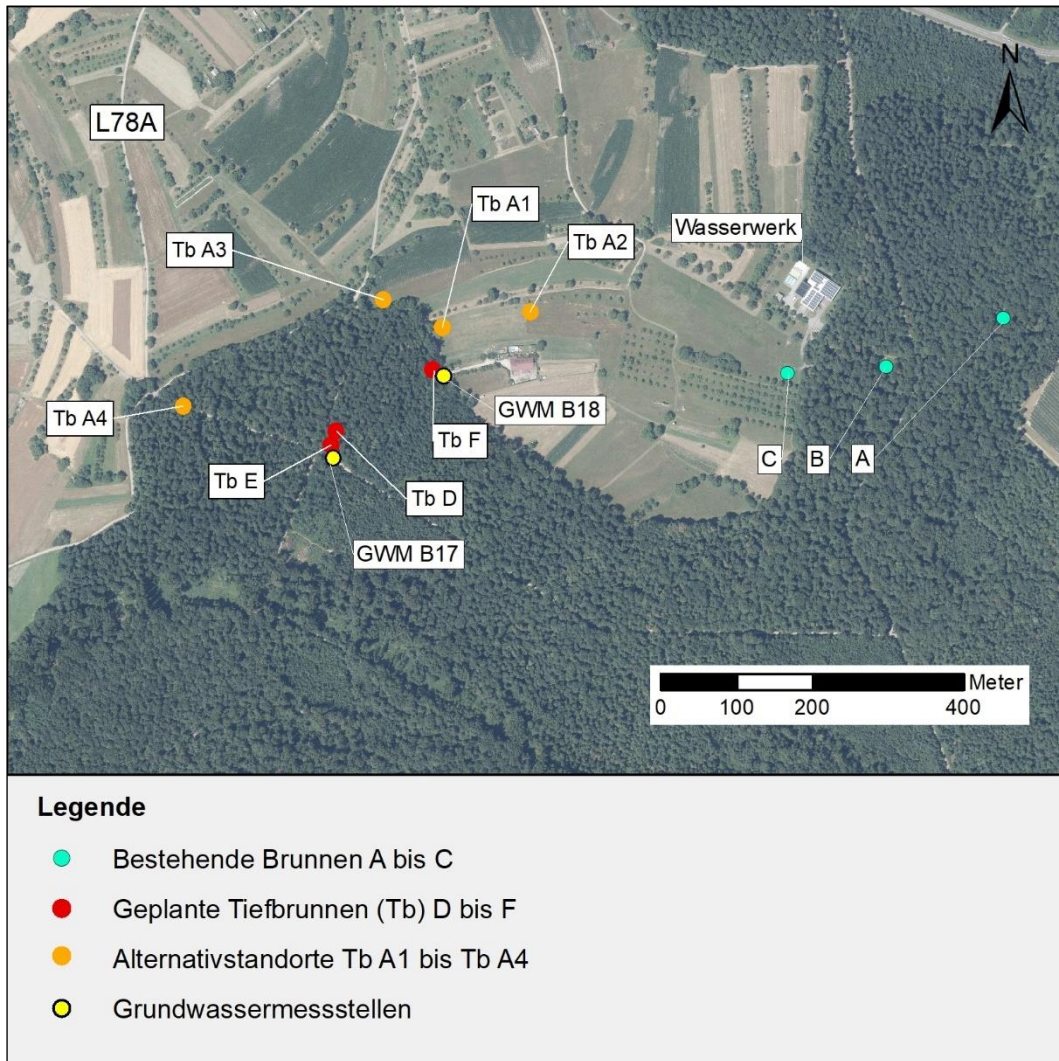 N
L78A
Tb A1
Tb A3
Tb A2
Wasserwerk
Tb A4
GWM B18
Tb F
C
B
A
Tb E
Tb D
GWM B17
Meter
0 100 200 400
Legende
Bestehende Brunnen A bis C
Geplante Tiefbrunnen (Tb) D bis F
Alternativstandorte Tb A1 bis Tb A4
Grundwassermessstellen